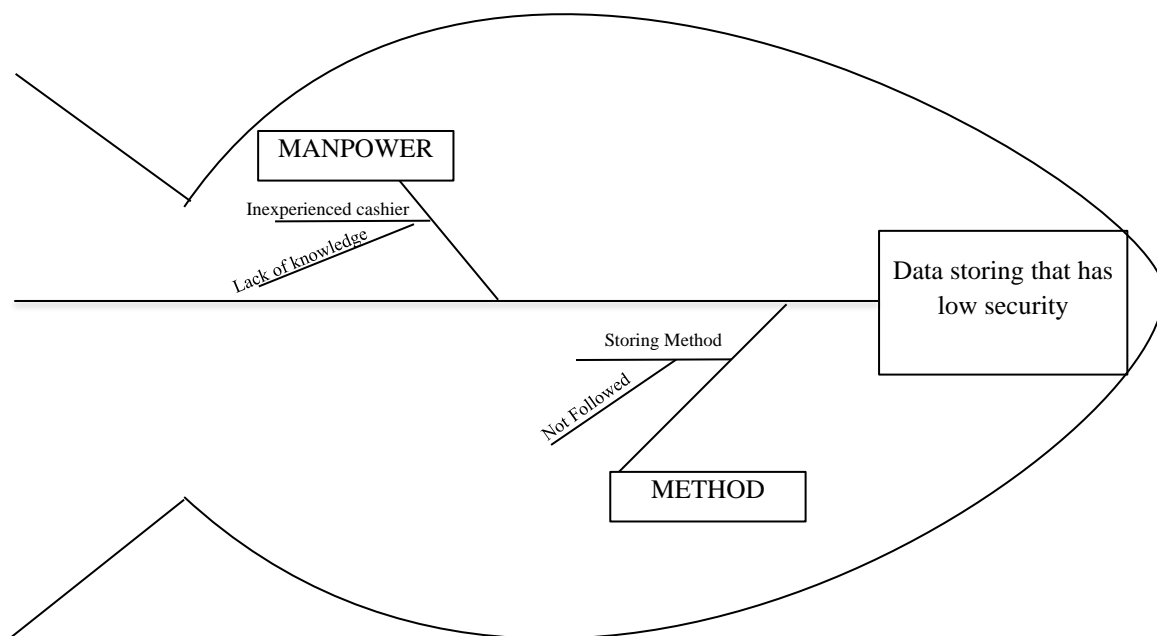 MANPOWER
Inexperienced cashier
Lack of knowledge
Data storing that has
low security
Storing Method
Not Followed
METHOD